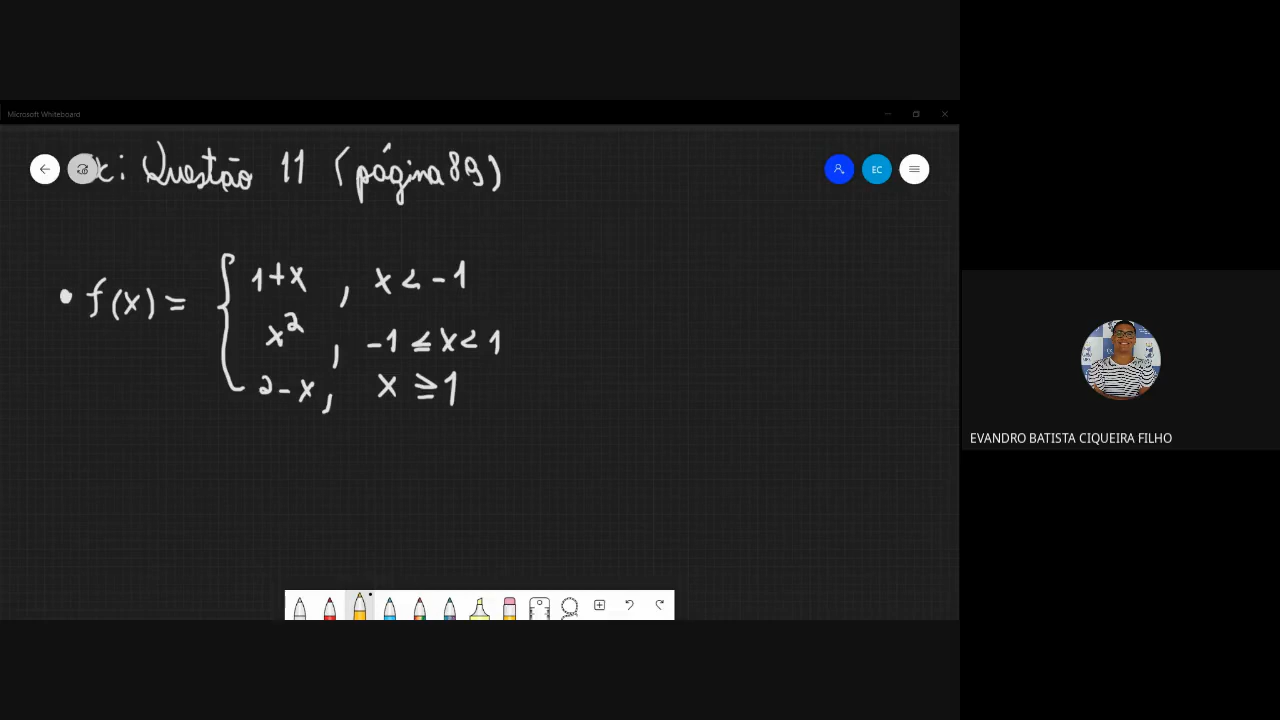 Microsoft Whiteboard
x: Questão 11 (página 89)
EC
• f(x) = { 1+x , x < -1
x² , -1 ≤ x < 1
2-x, x ≥ 1
EVANDRO BATISTA CIQUEIRA FILHO